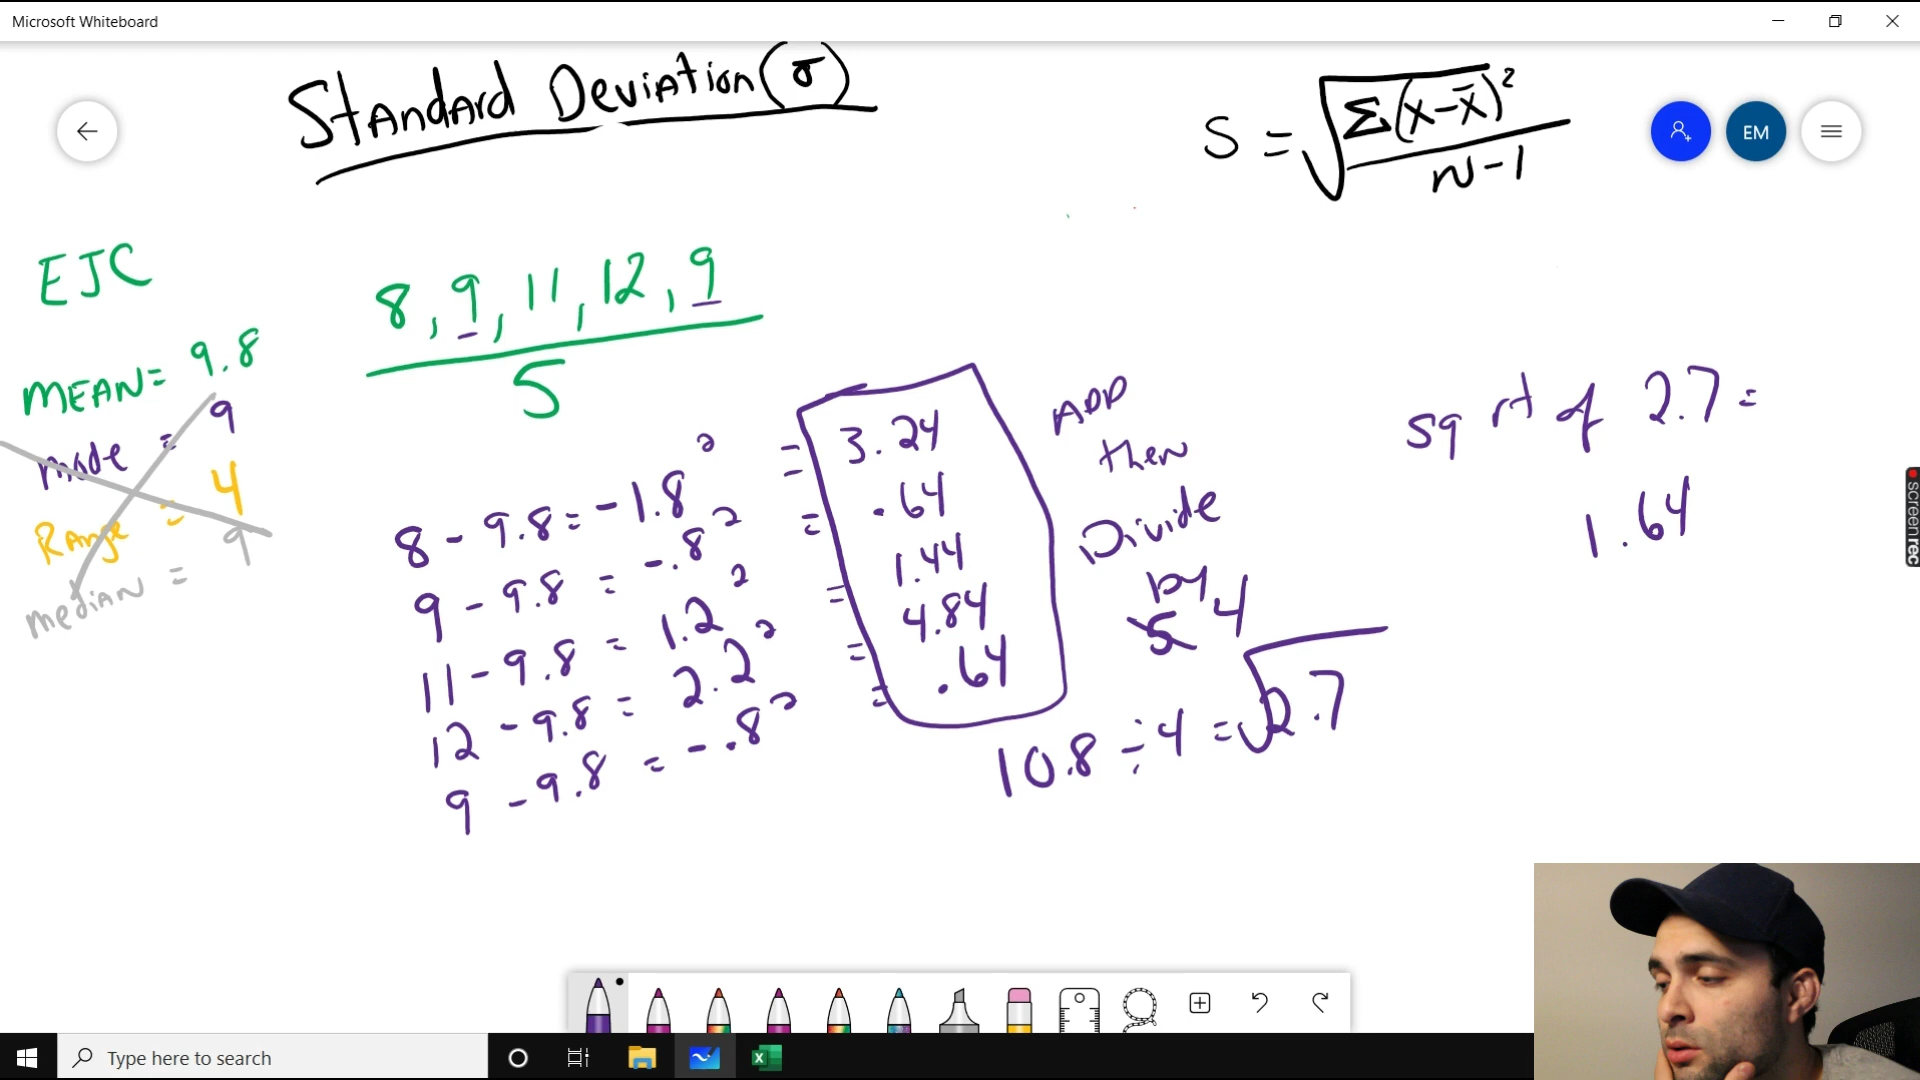 Microsoft Whiteboard
Standard Deviation (σ)
S = √Σ(x-x̄)² / N-1
EM
EJC
8, 9, 11, 12, 9
5
MEAN = 9.8
mode = 9
Range = 4
median = 9
8 - 9.8 = -1.8² = 3.24
9 - 9.8 = -.8² = .64
11 - 9.8 = 1.2² = 1.44
12 - 9.8 = 2.2² = 4.84
9 - 9.8 = -.8² = .64
ADD
then
Divide
by 4
5
10.8 ÷ 4 = √2.7
sq rt of 2.7 =
1.64
screenrec
Type here to search